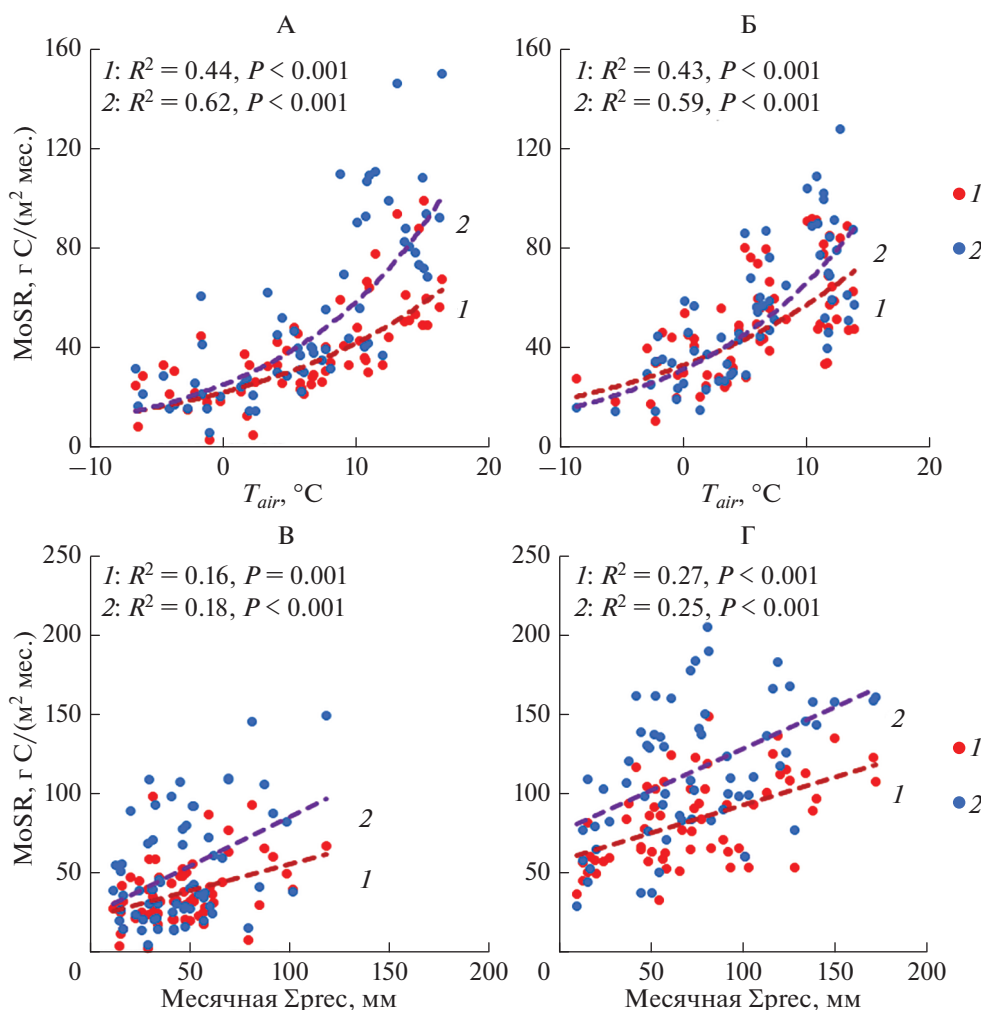 А
160
120
80
40
0
−10
0
10
20
MoSR, г C/(м² мес.)
1: R² = 0.44, P < 0.001
2: R² = 0.62, P < 0.001
2
1
T_air, °C
Б
160
120
80
40
0
−10
0
10
20
1: R² = 0.43, P < 0.001
2: R² = 0.59, P < 0.001
2
1
T_air, °C
1
2
В
250
200
150
100
50
0
50
100
150
200
MoSR, г C/(м² мес.)
1: R² = 0.16, P = 0.001
2: R² = 0.18, P < 0.001
2
1
Месячная Σprec, мм
Г
250
200
150
100
50
0
50
100
150
200
1: R² = 0.27, P < 0.001
2: R² = 0.25, P < 0.001
2
1
Месячная Σprec, мм
1
2